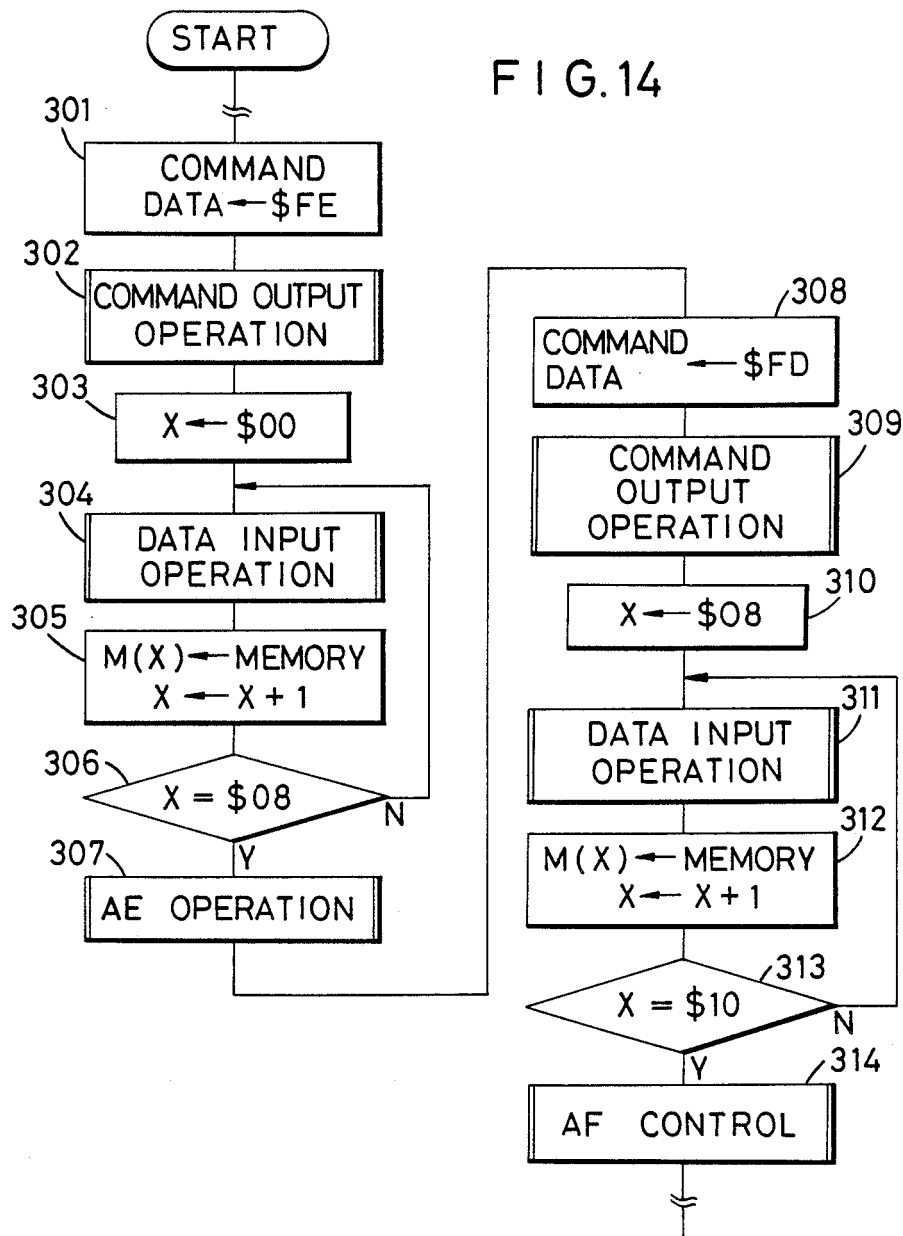 START
FIG.14
301
COMMAND
DATA←$FE
302
COMMAND OUTPUT
OPERATION
303
X ← $00
304
DATA INPUT
OPERATION
305
M(X)←MEMORY
X ← X+1
306
X = $08
N
Y
307
AE OPERATION
308
COMMAND
DATA ← $FD
309
COMMAND
OUTPUT
OPERATION
310
X ← $08
311
DATA INPUT
OPERATION
312
M(X)←MEMORY
X ← X+1
313
X = $10
N
Y
314
AF CONTROL